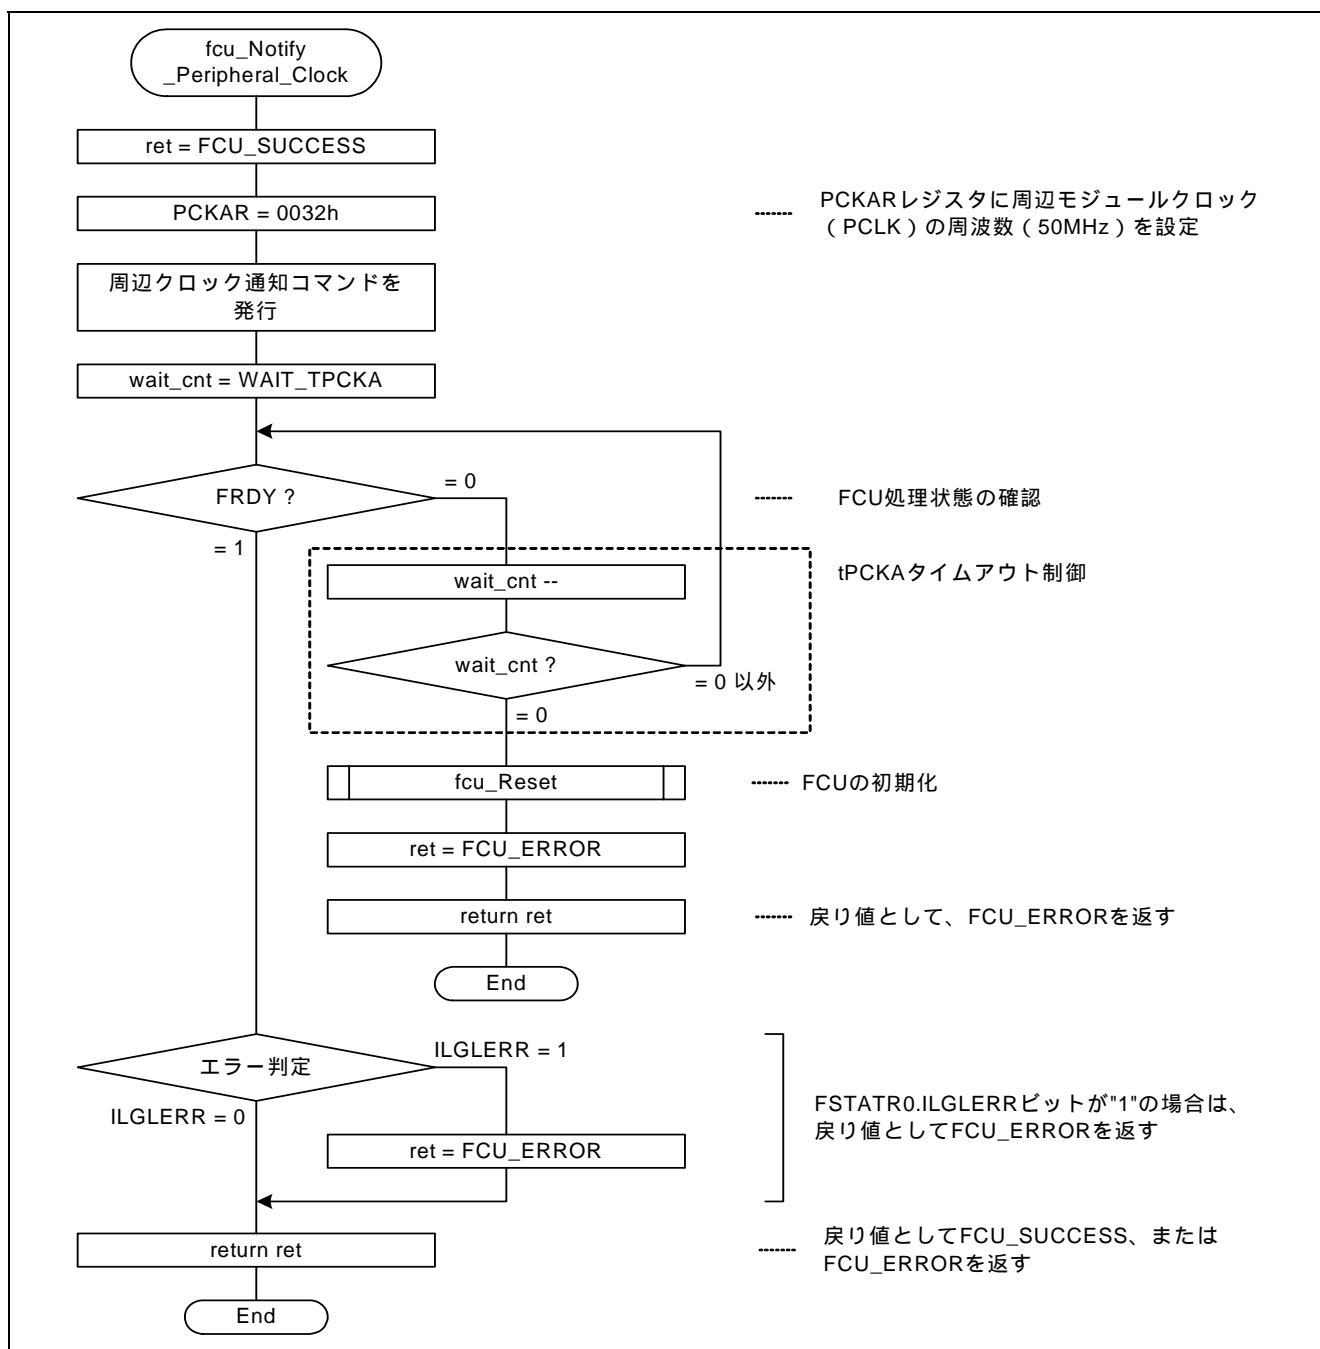 fcu_Notify
_Peripheral_Clock
ret = FCU_SUCCESS
PCKAR = 0032h
PCKARレジスタに周辺モジュールクロック
（PCLK）の周波数（50MHz）を設定
周辺クロック通知コマンドを
発行
wait_cnt = WAIT_TPCKA
FRDY ?
= 0
= 1
FCU処理状態の確認
wait_cnt --
tPCKAタイムアウト制御
wait_cnt ?
= 0 以外
= 0
fcu_Reset
FCUの初期化
ret = FCU_ERROR
return ret
戻り値として、FCU_ERRORを返す
End
エラー判定
ILGLERR = 1
ILGLERR = 0
ret = FCU_ERROR
FSTATR0.ILGLERRビットが"1"の場合は、
戻り値としてFCU_ERRORを返す
return ret
戻り値としてFCU_SUCCESS、または
FCU_ERRORを返す
End